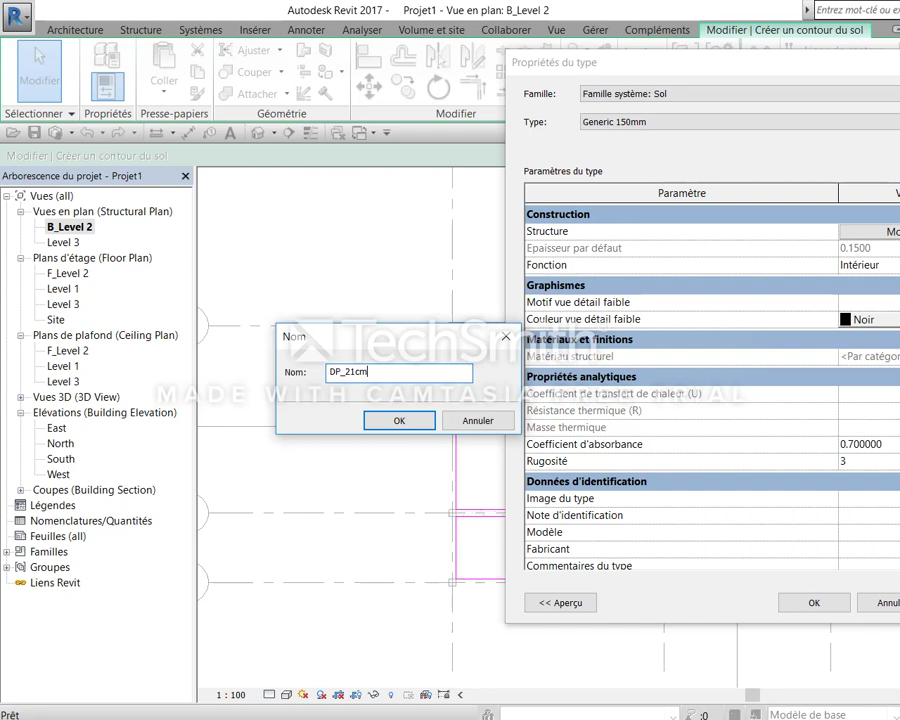 Autodesk Revit 2017 - Projet1 - Vue en plan: B_Level 2
Entrez mot-clé ou exp
Architecture Structure Systèmes Insérer Annoter Analyser Volume et site Collaborer Vue Gérer Compléments Modifier | Créer un contour du sol
Modifier
Coller
Ajuster
Couper
Attacher
Sélectionner Propriétés Presse-papiers Géométrie Modifier
Modifier | Créer un contour du sol
Arborescence du projet - Projet1
Vues (all)
Vues en plan (Structural Plan)
B_Level 2
Level 3
Plans d'étage (Floor Plan)
F_Level 2
Level 1
Level 3
Site
Plans de plafond (Ceiling Plan)
F_Level 2
Level 1
Level 3
Vues 3D (3D View)
Elévations (Building Elevation)
East
North
South
West
Coupes (Building Section)
Légendes
Nomenclatures/Quantités
Feuilles (all)
Familles
Groupes
Liens Revit
Propriétés du type
Famille: Famille système: Sol
Type: Generic 150mm
Paramètres du type
Paramètre V
Construction
Structure Mo
Epaisseur par défaut 0.1500
Fonction Intérieur
Graphismes
Motif vue détail faible
Couleur vue détail faible Noir
Matériaux et finitions
Matériau structurel <Par catégor
Propriétés analytiques
Coefficient de transfert de chaleur (U)
Résistance thermique (R)
Masse thermique
Coefficient d'absorbance 0.700000
Rugosité 3
Données d'identification
Image du type
Note d'identification
Modèle
Fabricant
Commentaires du type
<< Aperçu OK Annul
Nom
Nom: DP_21cm
OK Annuler
TechSmith
MADE WITH CAMTASIA
1 : 100
Prêt
:0 Modèle de base